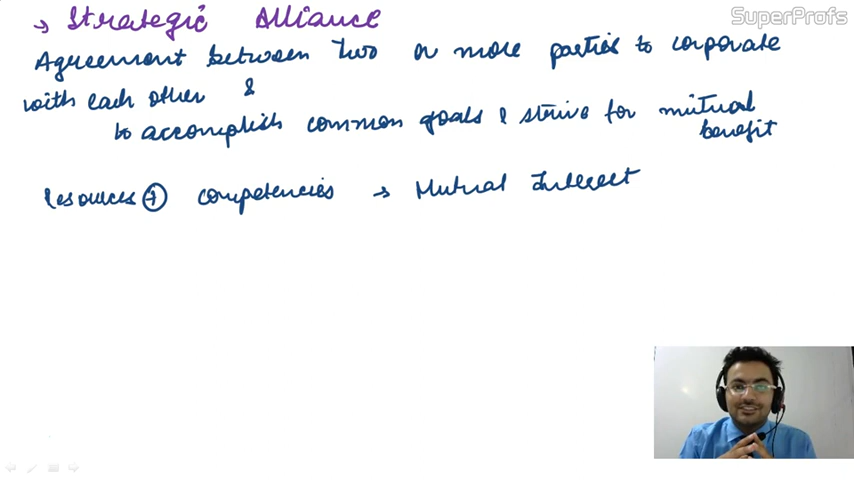 SuperProfs
→ Strategic Alliance
Agreement between two or more parties to corporate
with each other &
to accomplish common goals & strive for mutual
benefit
Resources + competencies → Mutual Interest